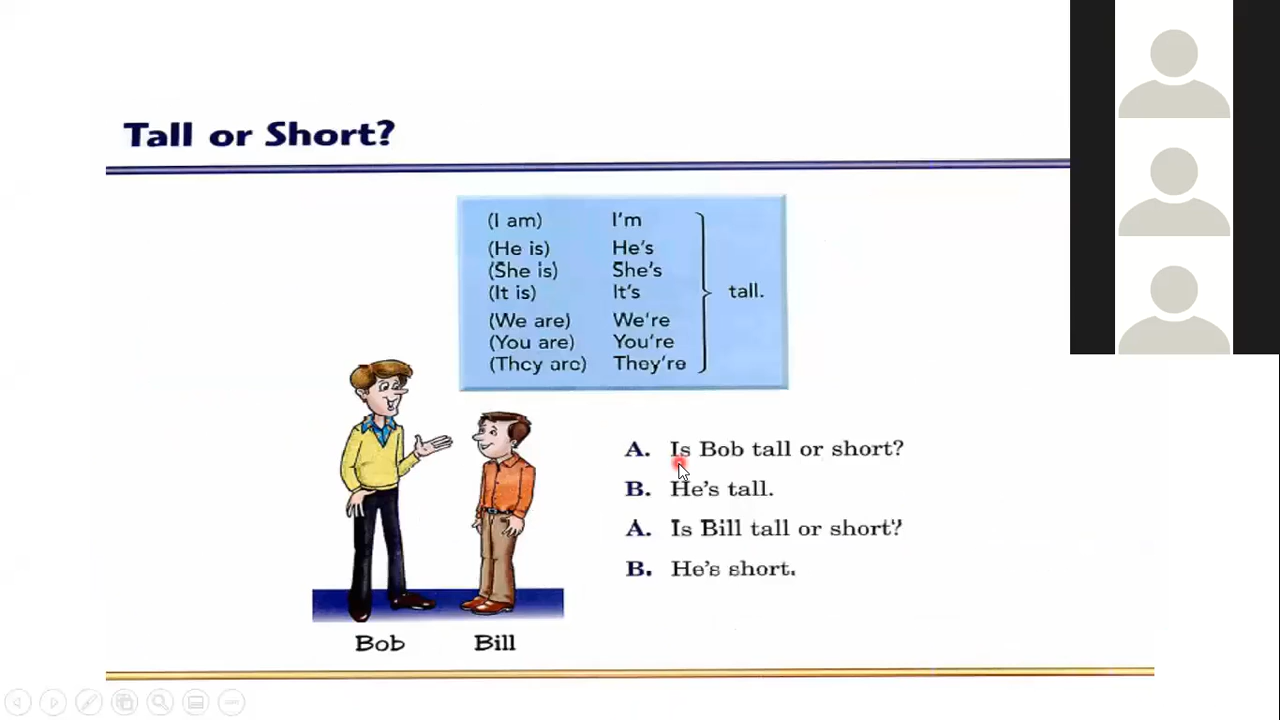 Tall or Short?
(I am) I'm
(He is) He's
(She is) She's
(It is) It's
tall.
(We are) We're
(You are) You're
(They are) They're
A. Is Bob tall or short?
B. He's tall.
A. Is Bill tall or short?
B. He's short.
Bob Bill